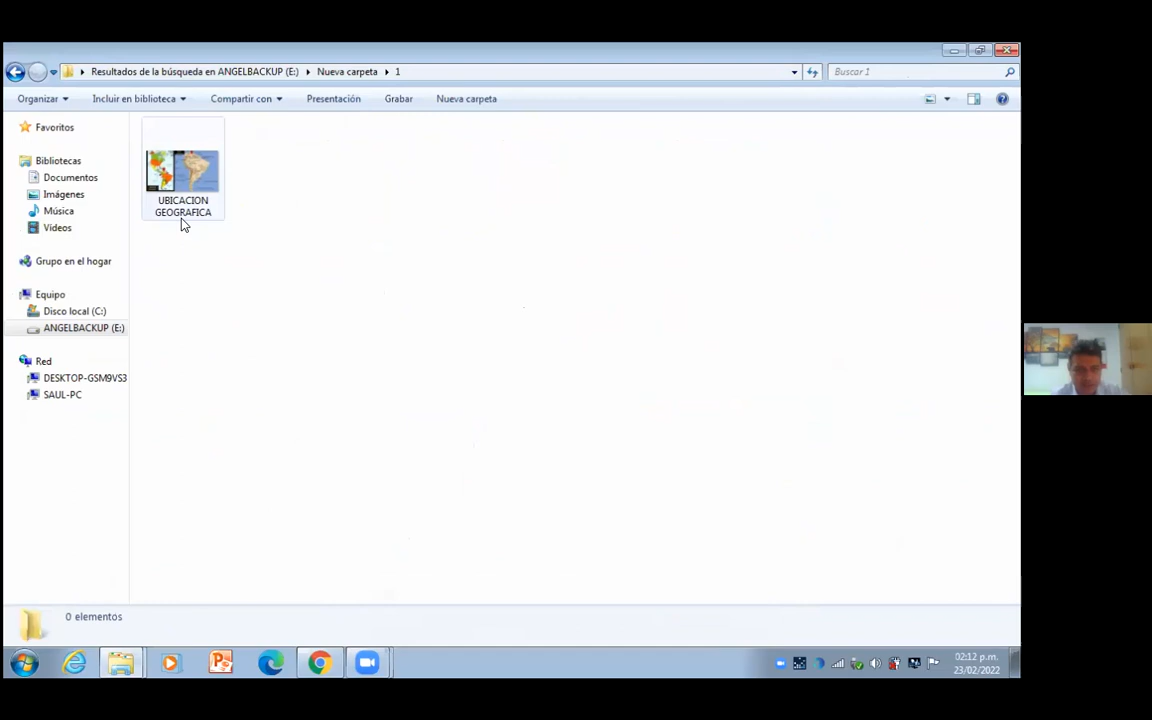 Resultados de la búsqueda en ANGELBACKUP (E:) Nueva carpeta 1
Buscar 1
Organizar Incluir en biblioteca Compartir con Presentación Grabar Nueva carpeta
Favoritos
Bibliotecas
Documentos
Imágenes
Música
Vídeos
Grupo en el hogar
Equipo
Disco local (C:)
ANGELBACKUP (E:)
Red
DESKTOP-GSM9VS3
SAUL-PC
UBICACION
GEOGRAFICA
0 elementos
02:12 p.m.
23/02/2022